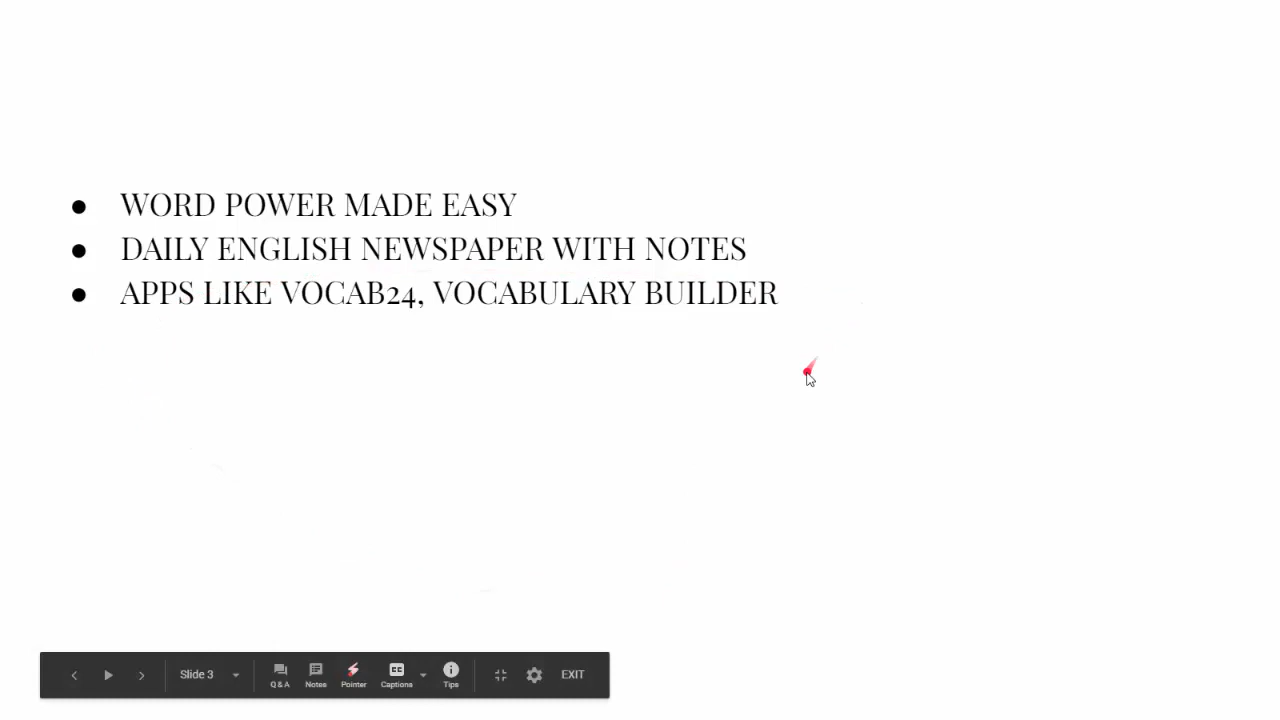 ● WORD POWER MADE EASY
● DAILY ENGLISH NEWSPAPER WITH NOTES
● APPS LIKE VOCAB24, VOCABULARY BUILDER
Slide 3 Q & A Notes Pointer Captions Tips EXIT